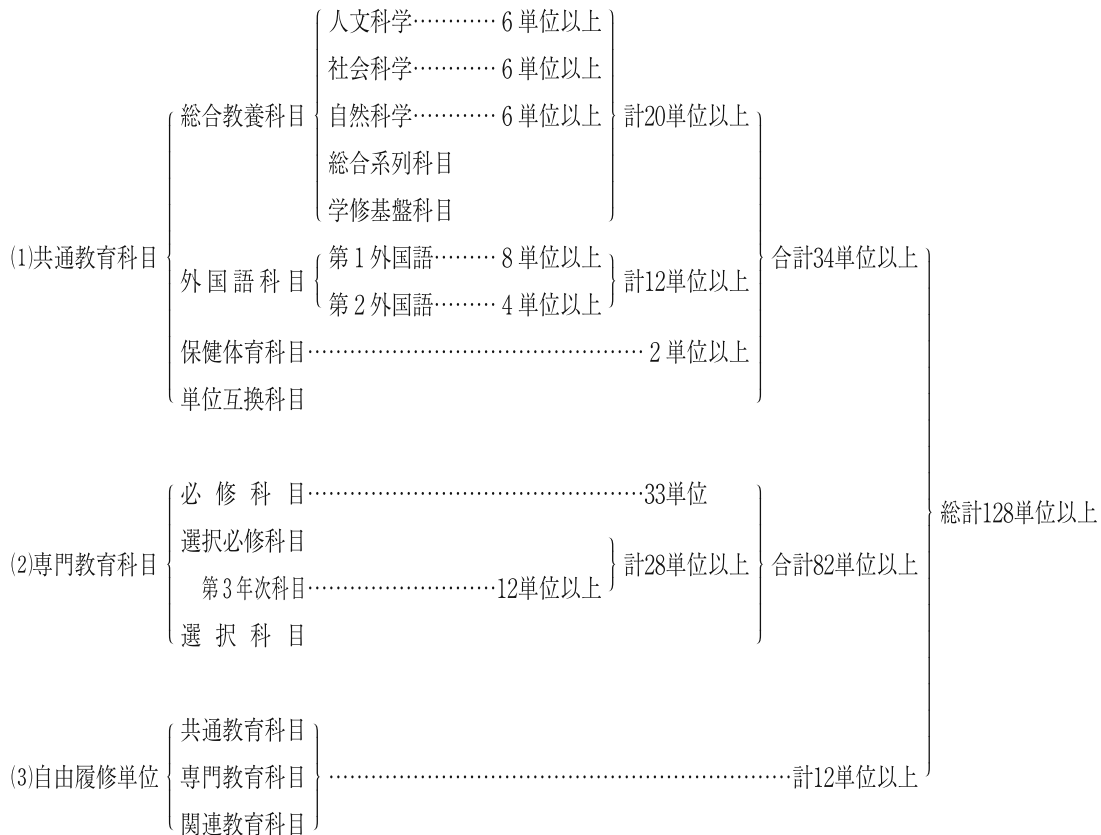 人文科学…………6単位以上
社会科学…………6単位以上
総合教養科目 自然科学…………6単位以上 計20単位以上
総合系列科目
学修基盤科目
(1)共通教育科目 合計34単位以上
外国語科目 第1外国語………8単位以上 計12単位以上
第2外国語………4単位以上
保健体育科目…………………………………………2単位以上
単位互換科目
必修科目…………………………………………33単位
総計128単位以上
選択必修科目
(2)専門教育科目 計28単位以上 合計82単位以上
第3年次科目………………………12単位以上
選択科目
共通教育科目
(3)自由履修単位 専門教育科目 …………………………………………………………計12単位以上
関連教育科目